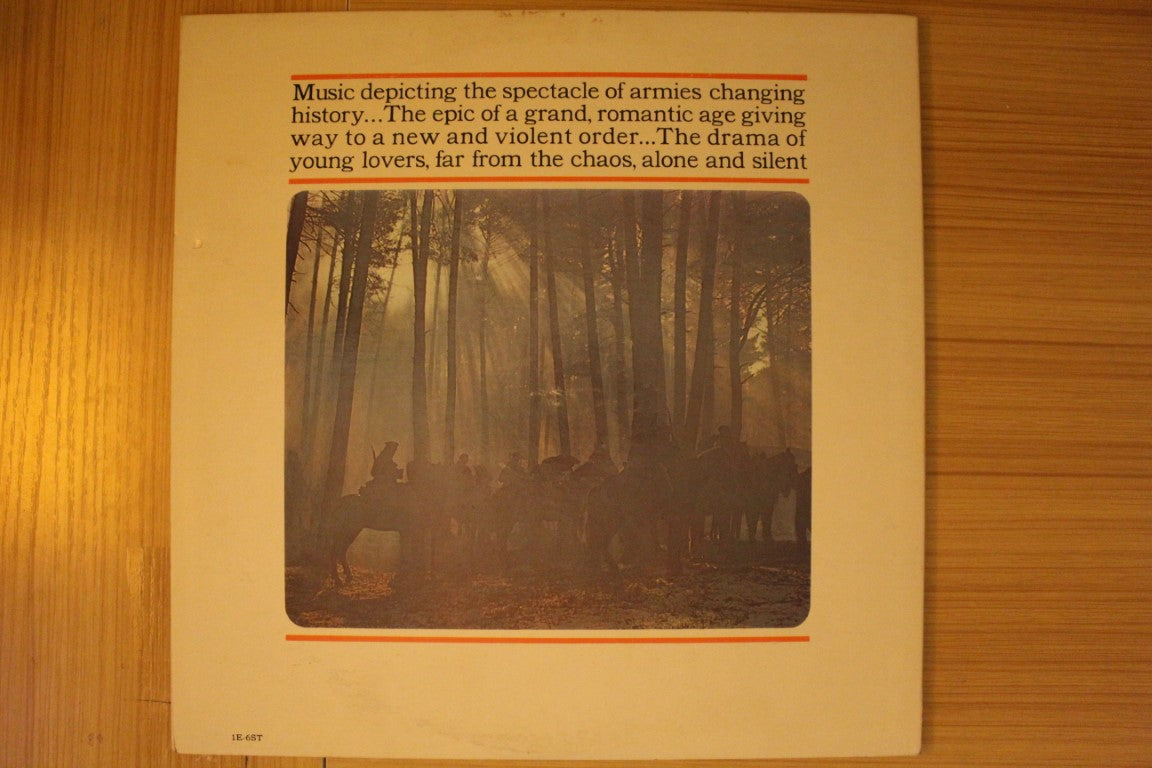 Music depicting the spectacle of armies changing
history...The epic of a grand, romantic age giving
way to a new and violent order...The drama of
young lovers, far from the chaos, alone and silent
1E-6ST